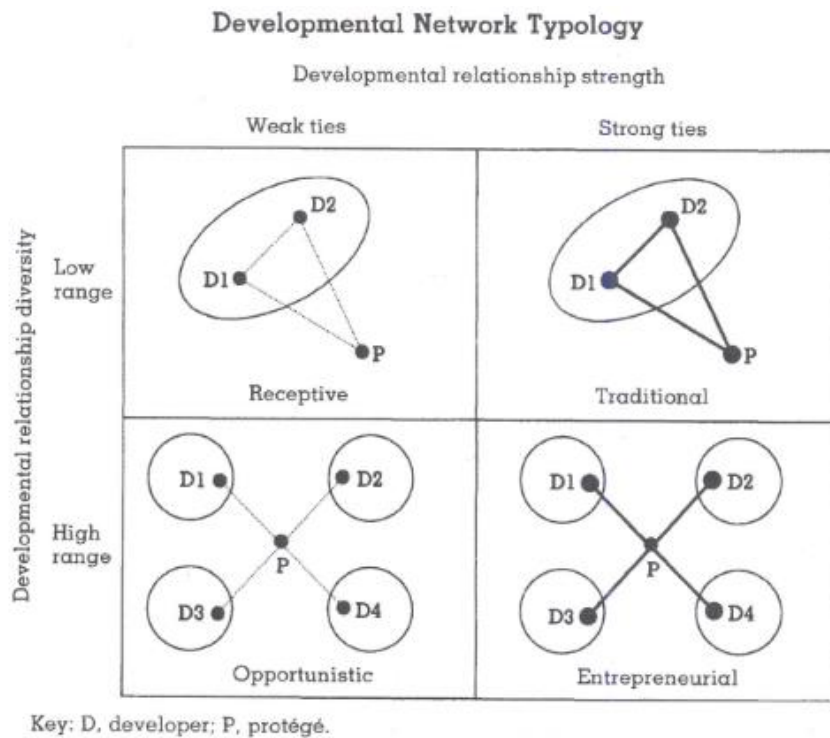 Developmental Network Typology
Developmental relationship strength
Weak ties
Strong ties
Developmental relationship diversity
Low
range
D2
D1
P
Receptive
D2
D1
P
Traditional
High
range
D1
D2
P
D3
D4
Opportunistic
D1
D2
P
D3
D4
Entrepreneurial
Key: D, developer; P, protégé.